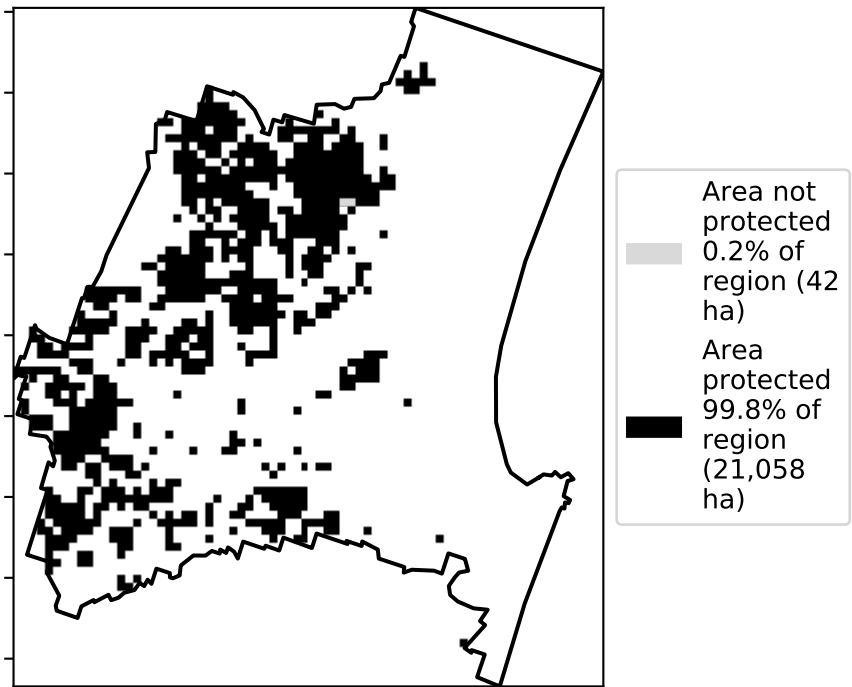 Area not
protected
0.2% of
region (42
ha)
Area
protected
99.8% of
region
(21,058
ha)